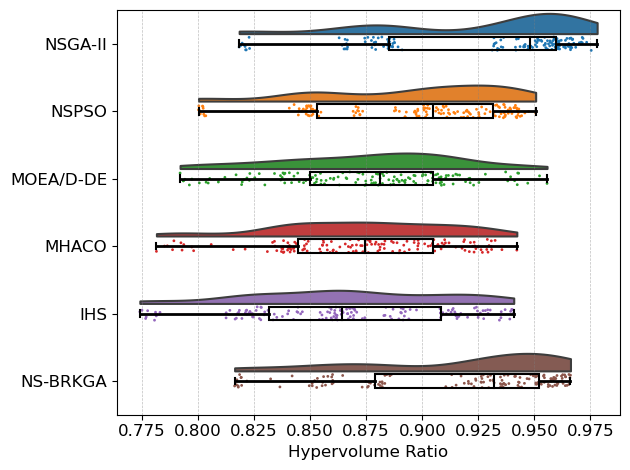 NSGA-II
NSPSO
MOEA/D-DE
MHACO
IHS
NS-BRKGA
0.775 0.800 0.825 0.850 0.875 0.900 0.925 0.950 0.975
Hypervolume Ratio